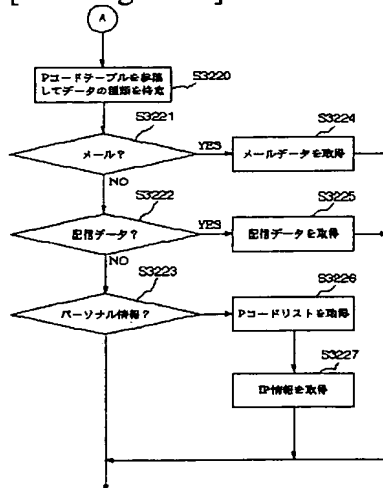 A
Pコードテーブルを参照
してデータの種類を特定
S3220
S3221
メール?
YES
S3224
メールデータを取得
NO
S3222
配信データ?
YES
S3225
配信データを取得
NO
S3223
パーソナル情報?
S3226
Pコードリストを取得
S3227
IP情報を取得